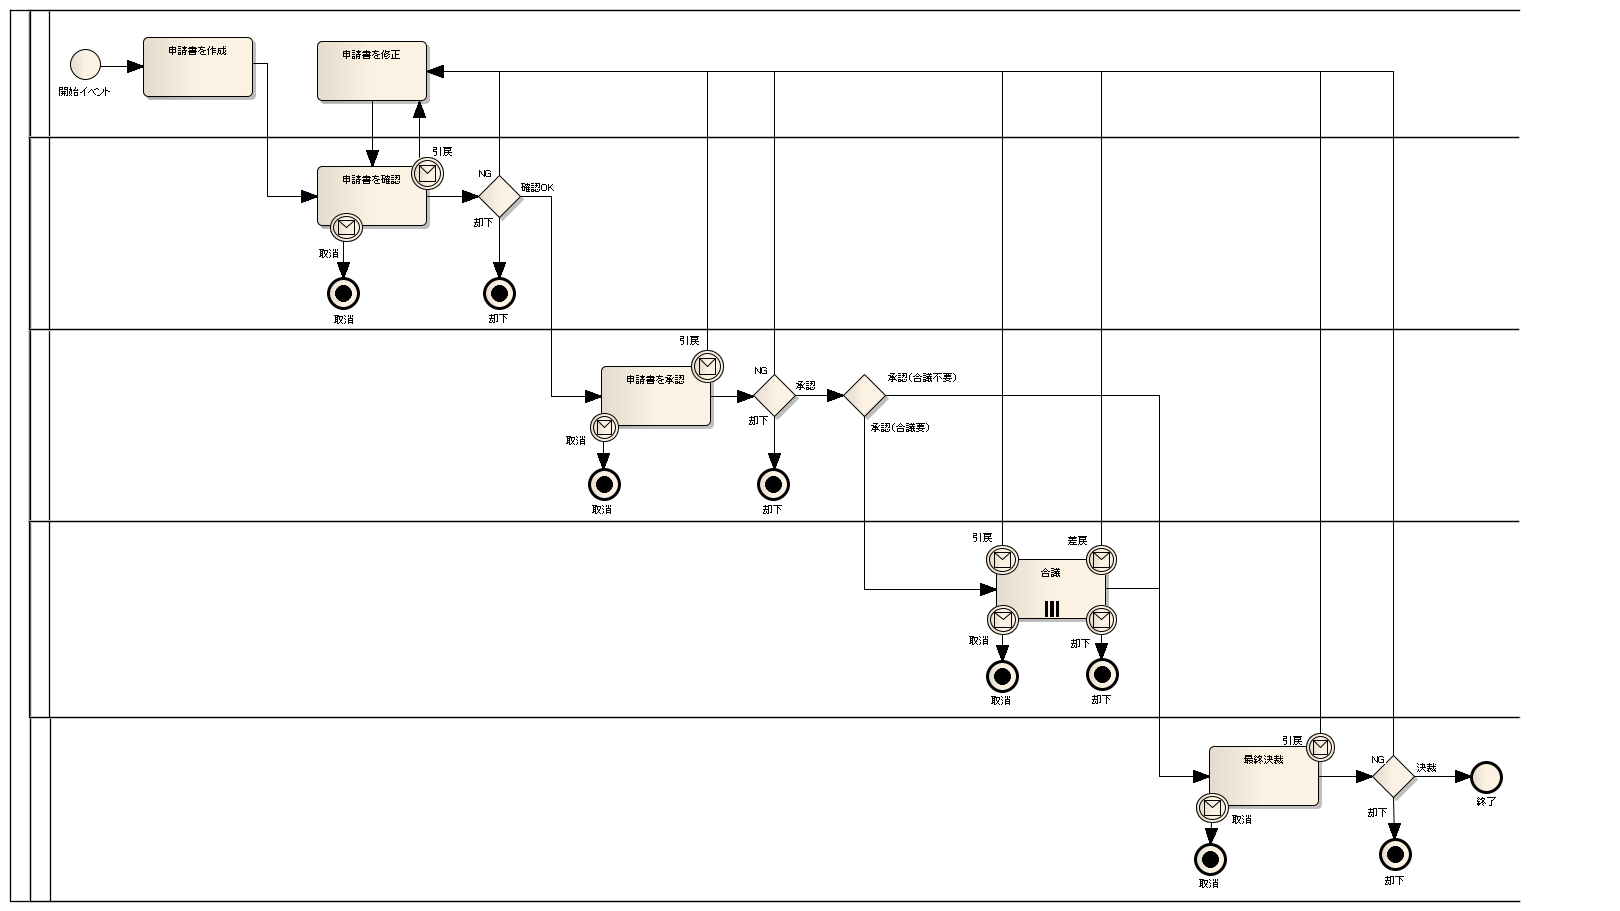 申請書を作成
開始イベント
申請書を修正
引戻
申請書を確認
NG
確認OK
却下
取消
取消
却下
引戻
申請書を承認
NG
承認
承認(合議不要)
却下
承認(合議要)
取消
取消
却下
引戻
差戻
合議
取消
却下
取消
却下
引戻
最終決裁
NG
決裁
終了
却下
取消
取消
却下